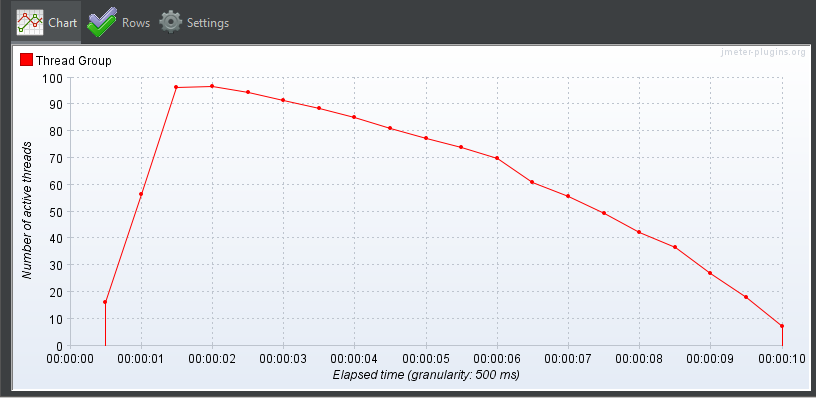 Chart Rows Settings
jmeter-plugins.org
Thread Group
100
90
80
70
60
50
40
30
20
10
0
Number of active threads
00:00:00 00:00:01 00:00:02 00:00:03 00:00:04 00:00:05 00:00:06 00:00:07 00:00:08 00:00:09 00:00:10
Elapsed time (granularity: 500 ms)